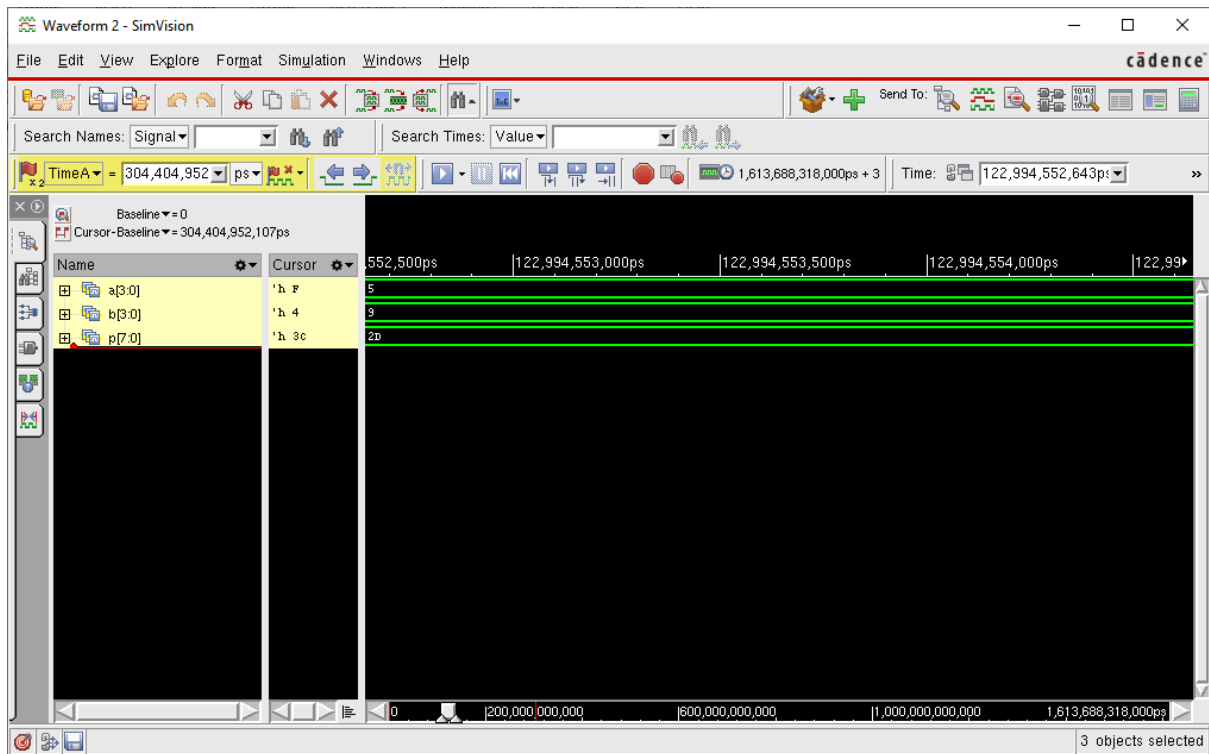 Waveform 2 - SimVision
File Edit View Explore Format Simulation Windows Help cādence
Send To:
Search Names: Signal Search Times: Value
x2 TimeA = 304,404,952 ps 1,613,688,318,000ps + 3 Time: 122,994,552,643ps »
Baseline = 0
Cursor-Baseline = 304,404,952,107ps
Name Cursor ,552,500ps 122,994,553,000ps 122,994,553,500ps 122,994,554,000ps 122,99
a[3:0] 'h F 5
b[3:0] 'h 4 9
p[7:0] 'h 3C 2D
0 200,000,000,000 600,000,000,000 1,000,000,000,000 1,613,688,318,000ps
3 objects selected